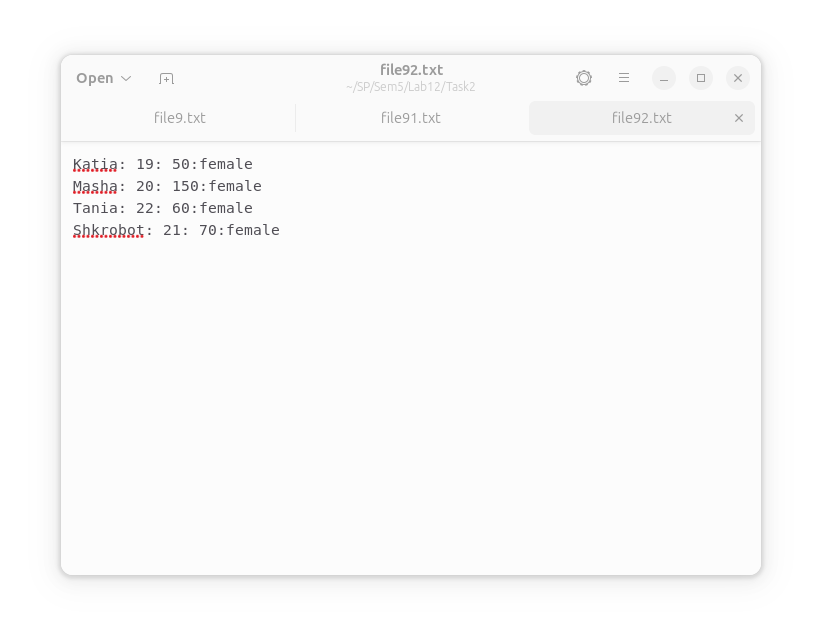 Open
file92.txt
~/SP/Sem5/Lab12/Task2
file9.txt
file91.txt
file92.txt
Katia: 19: 50:female
Masha: 20: 150:female
Tania: 22: 60:female
Shkrobot: 21: 70:female